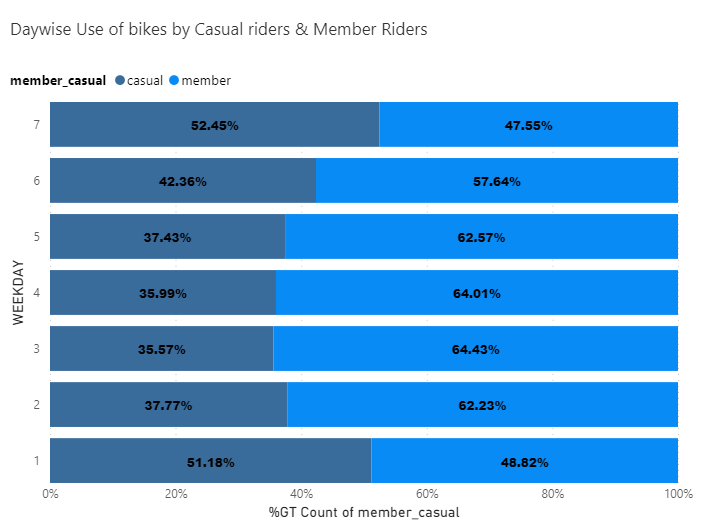 Daywise Use of bikes by Casual riders & Member Riders
member_casual casual member
7 52.45% 47.55%
6 42.36% 57.64%
5 37.43% 62.57%
4 35.99% 64.01%
3 35.57% 64.43%
2 37.77% 62.23%
1 51.18% 48.82%
WEEKDAY
0% 20% 40% 60% 80% 100%
%GT Count of member_casual